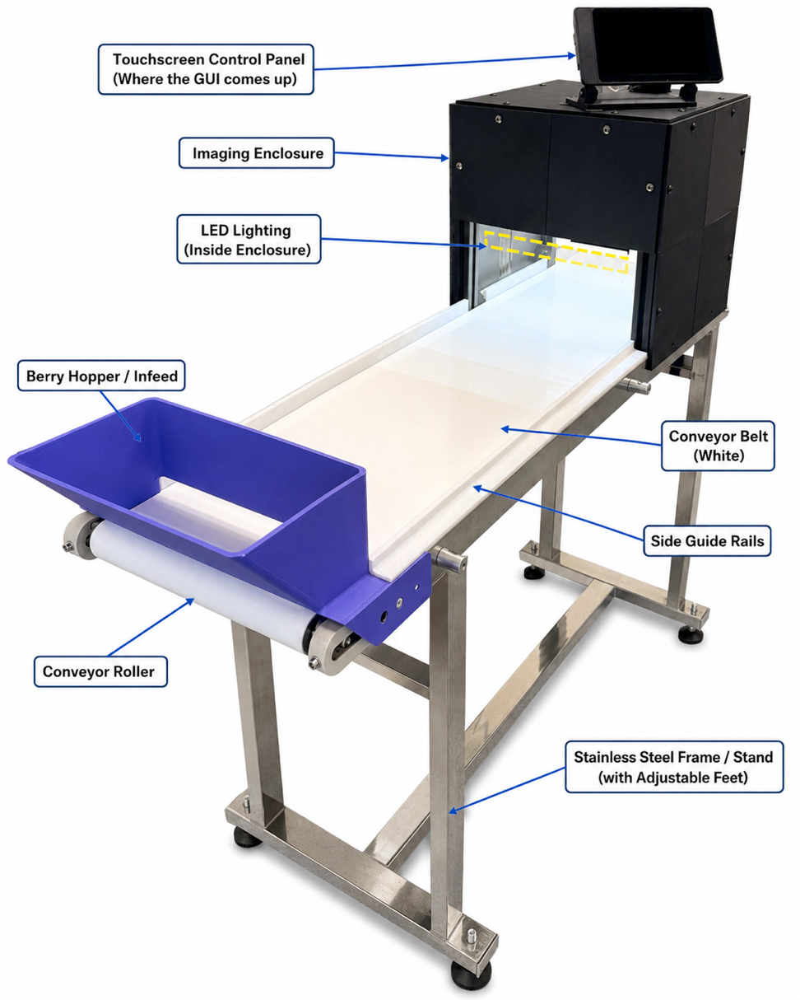 Touchscreen Control Panel
(Where the GUI comes up)
Imaging Enclosure
LED Lighting
(Inside Enclosure)
Berry Hopper / Infeed
Conveyor Belt
(White)
Side Guide Rails
Conveyor Roller
Stainless Steel Frame / Stand
(with Adjustable Feet)